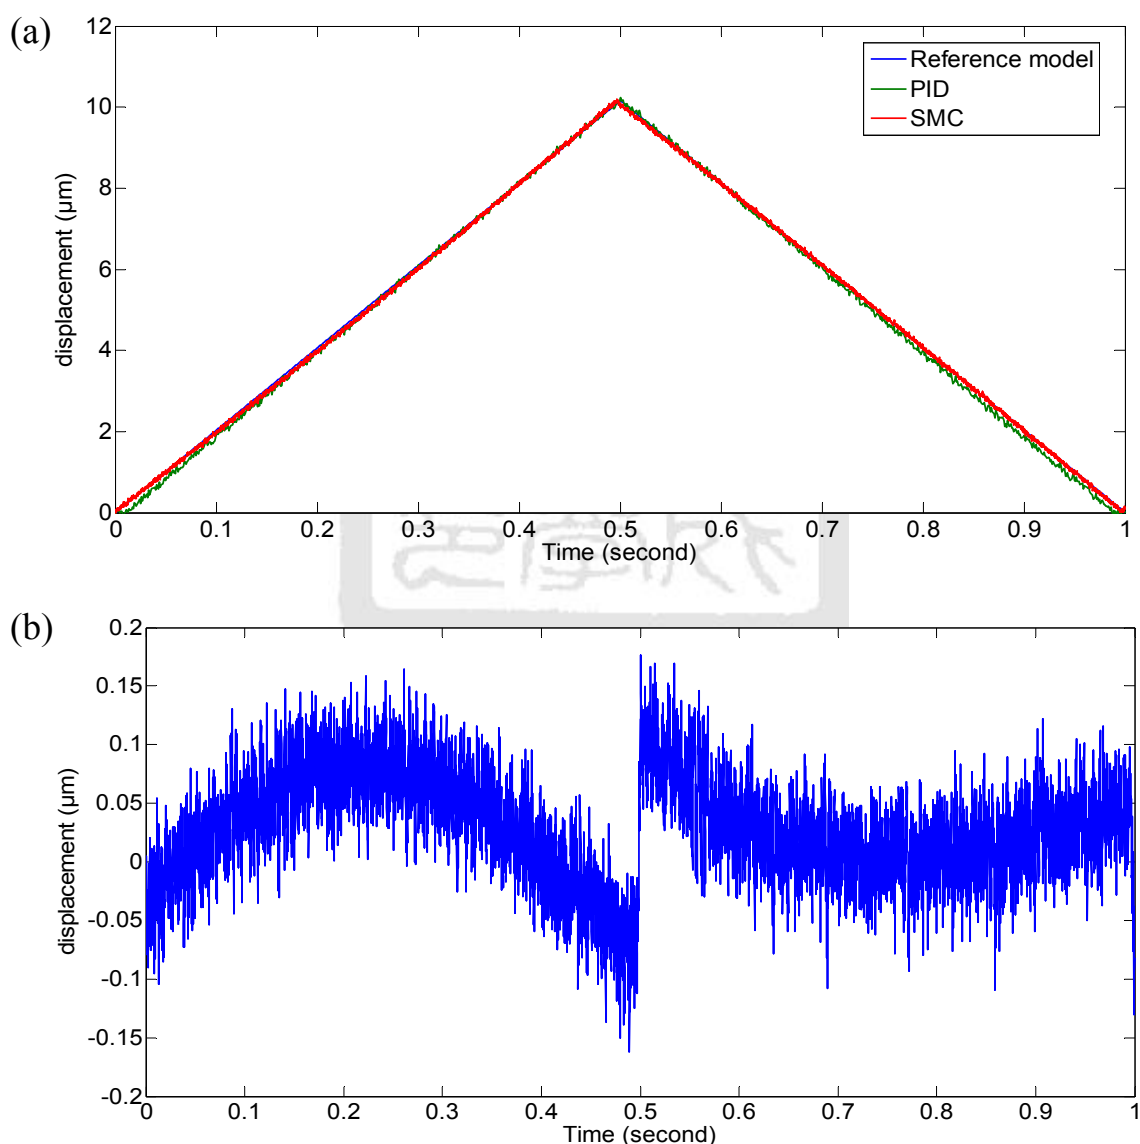 (a)
12
10
8
6
4
2
0
displacement (µm)
Reference model
PID
SMC
0 0.1 0.2 0.3 0.4 0.5 0.6 0.7 0.8 0.9 1
Time (second)
(b)
0.2
0.15
0.1
0.05
0
-0.05
-0.1
-0.15
-0.2
displacement (µm)
0 0.1 0.2 0.3 0.4 0.5 0.6 0.7 0.8 0.9 1
Time (second)